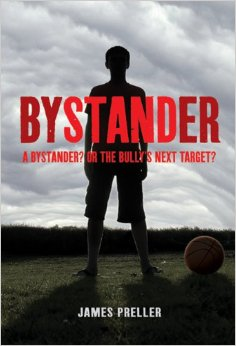 BYSTANDER
A BYSTANDER? OR THE BULLY'S NEXT TARGET?
JAMES PRELLER